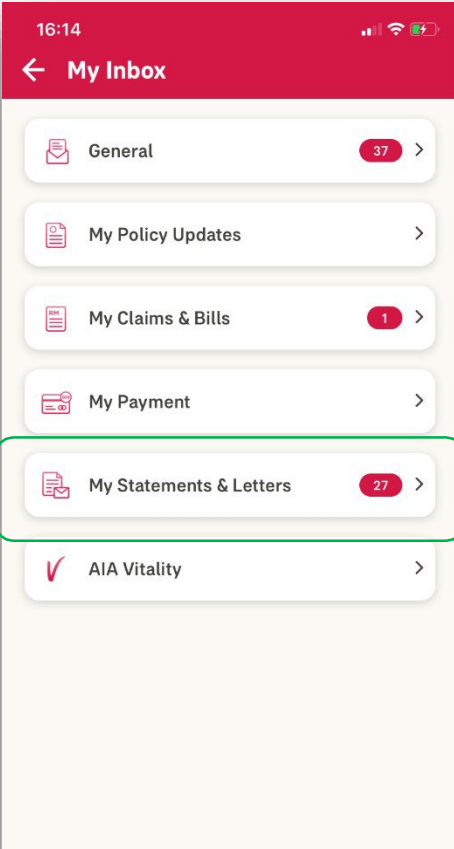 16:14
My Inbox
General 37
My Policy Updates
RM
My Claims & Bills 1
My Payment
My Statements & Letters 27
AIA Vitality